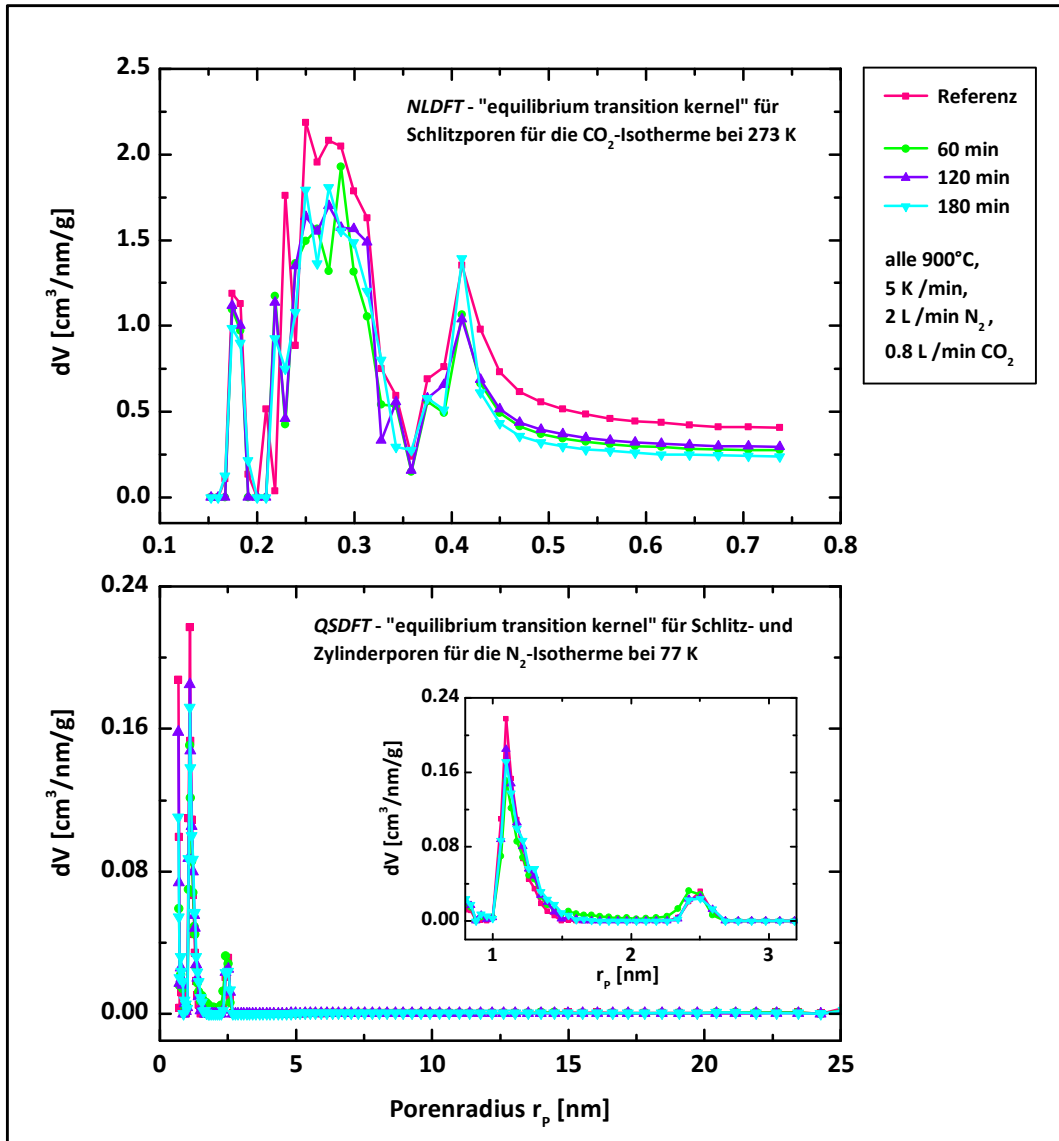 2.5
2.0
1.5
1.0
0.5
0.0
dV [cm³/nm/g]
NLDFT - "equilibrium transition kernel" für
Schlitzporen für die CO₂-Isotherme bei 273 K
0.1 0.2 0.3 0.4 0.5 0.6 0.7 0.8
Referenz
60 min
120 min
180 min
alle 900°C,
5 K /min,
2 L /min N₂ ,
0.8 L /min CO₂
0.24
0.16
0.08
0.00
dV [cm³/nm/g]
QSDFT - "equilibrium transition kernel" für Schlitz- und
Zylinderporen für die N₂-Isotherme bei 77 K
0.24
0.16
0.08
0.00
dV [cm³/nm/g]
1 2 3
rₚ [nm]
0 5 10 15 20 25
Porenradius rₚ [nm]